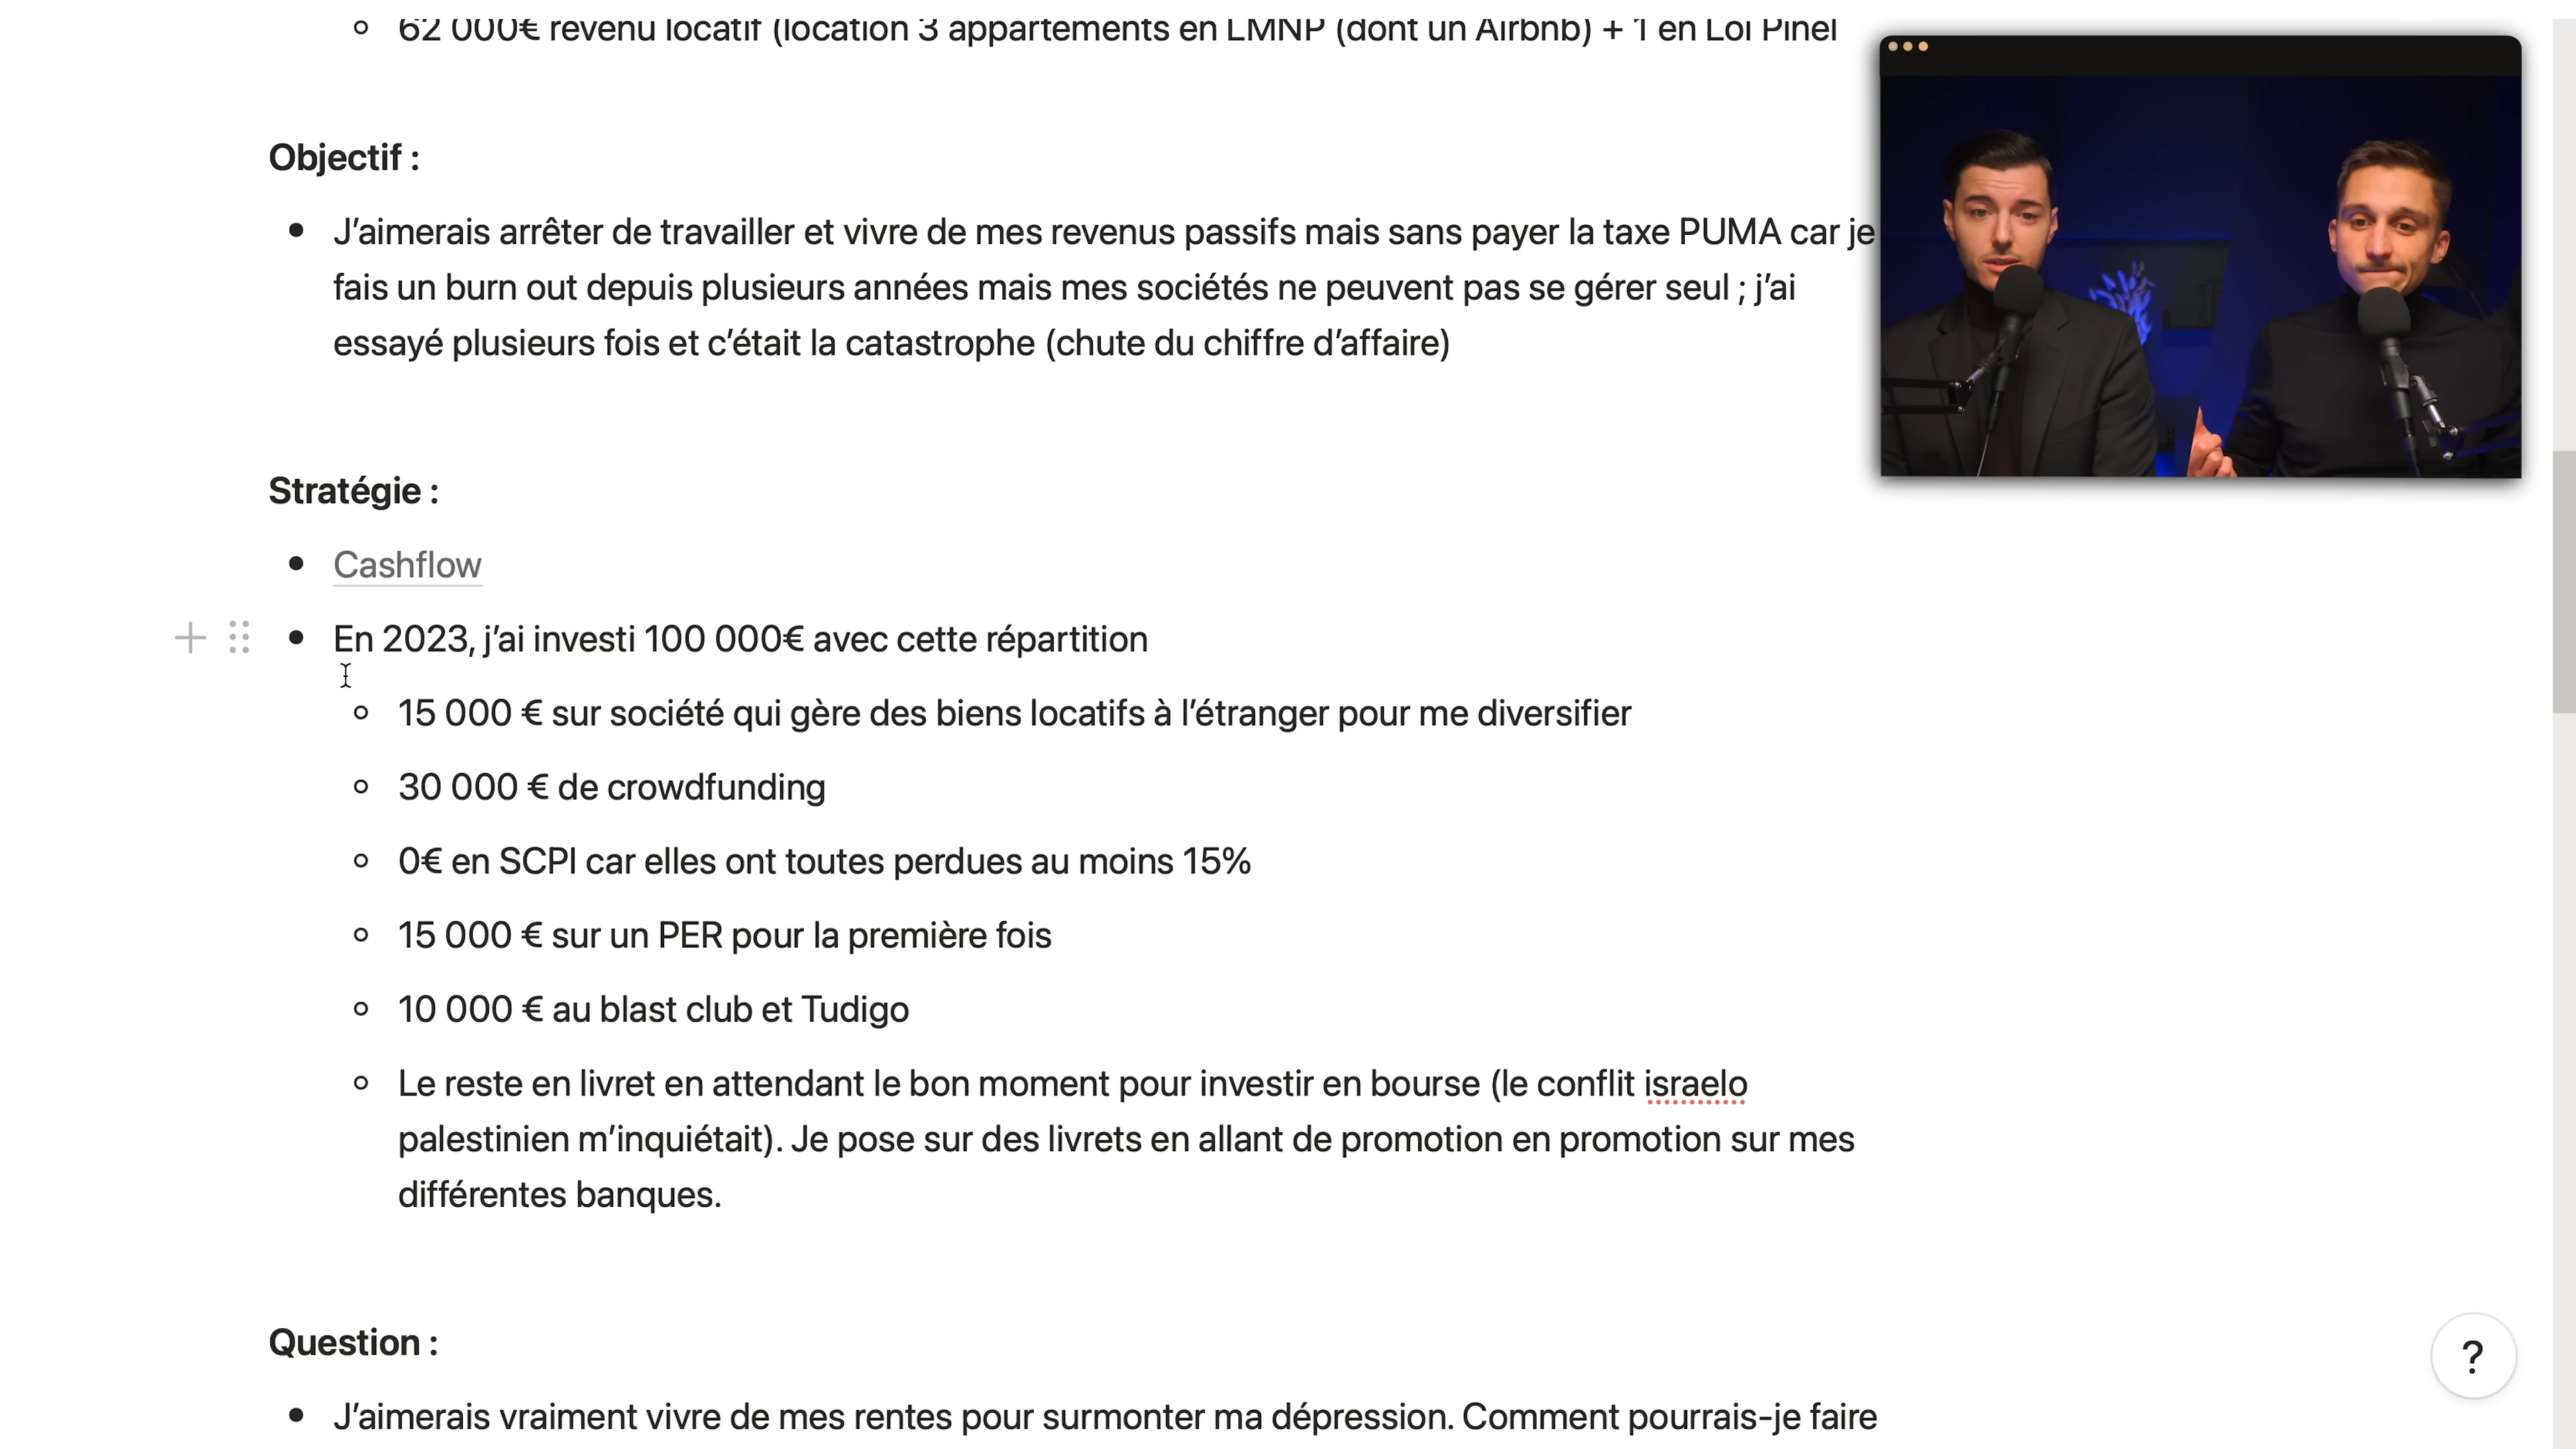 62 000€ revenu locatif (location 3 appartements en LMNP (dont un Airbnb) + 1 en Loi Pinel
Objectif :
J’aimerais arrêter de travailler et vivre de mes revenus passifs mais sans payer la taxe PUMA car je
fais un burn out depuis plusieurs années mais mes sociétés ne peuvent pas se gérer seul ; j’ai
essayé plusieurs fois et c’était la catastrophe (chute du chiffre d’affaire)
Stratégie :
Cashflow
En 2023, j’ai investi 100 000€ avec cette répartition
15 000 € sur société qui gère des biens locatifs à l’étranger pour me diversifier
30 000 € de crowdfunding
0€ en SCPI car elles ont toutes perdues au moins 15%
15 000 € sur un PER pour la première fois
10 000 € au blast club et Tudigo
Le reste en livret en attendant le bon moment pour investir en bourse (le conflit israelo
palestinien m’inquiétait). Je pose sur des livrets en allant de promotion en promotion sur mes
différentes banques.
Question :
J’aimerais vraiment vivre de mes rentes pour surmonter ma dépression. Comment pourrais-je faire
?